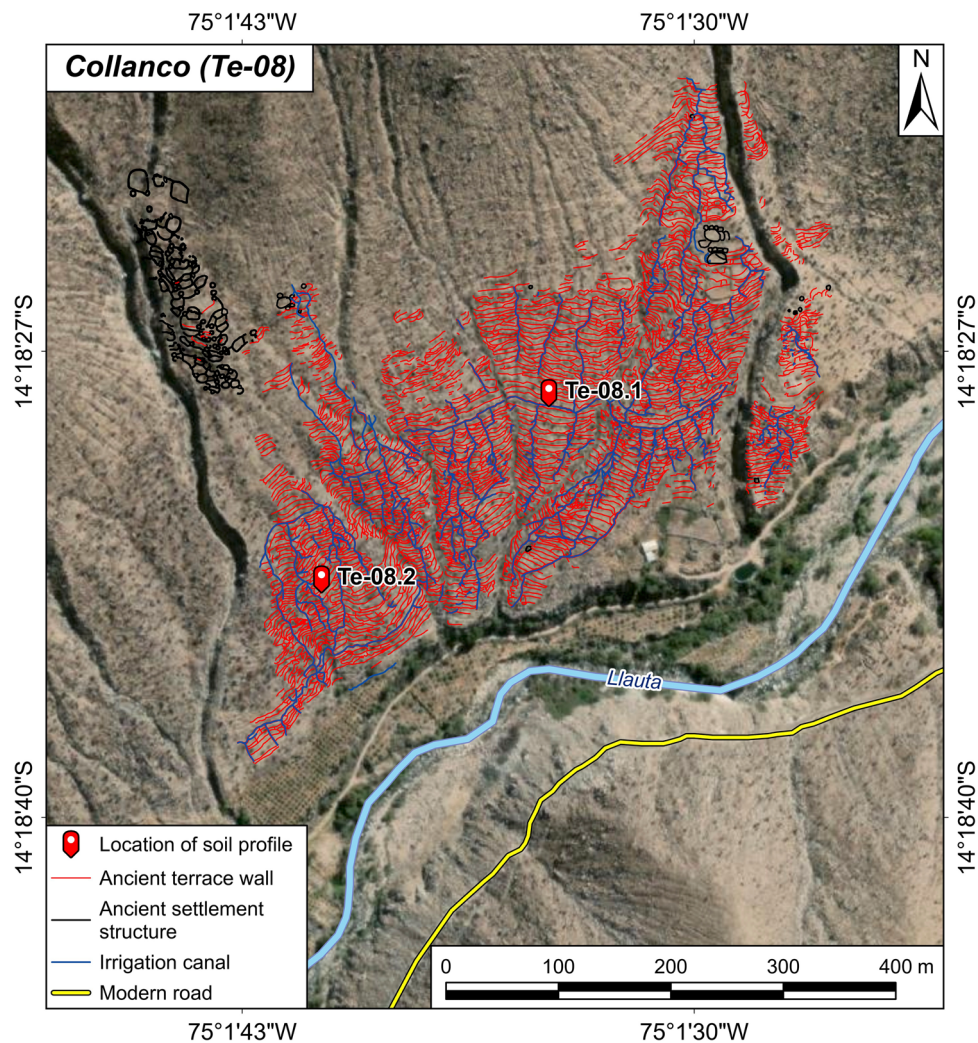 75°1'43"W
75°1'30"W
Collanco (Te-08)
N
14°18'27"S
14°18'27"S
Te-08.1
Te-08.2
Llauta
14°18'40"S
14°18'40"S
Location of soil profile
Ancient terrace wall
Ancient settlement
structure
Irrigation canal
Modern road
0 100 200 300 400 m
75°1'43"W
75°1'30"W